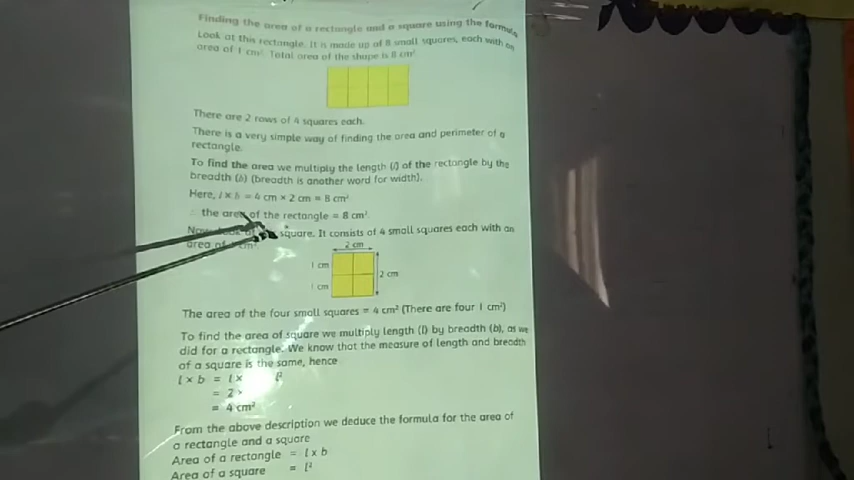 Finding the area of a rectangle and a square using the formula
Look at this rectangle. It is made up of 8 small squares, each with an
area of 1 cm². Total area of the shape is 8 cm²
There are 2 rows of 4 squares each.
There is a very simple way of finding the area and perimeter of a
rectangle.
To find the area we multiply the length (l) of the rectangle by the
breadth (b) (breadth is another word for width).
Here, l × b = 4 cm × 2 cm = 8 cm²
∴ the area of the rectangle = 8 cm²
Now look at square. It consists of 4 small squares each with an
area of cm².
2 cm
1 cm
2 cm
1 cm
The area of the four small squares = 4 cm² (There are four 1 cm²)
To find the area of square we multiply length (l) by breadth (b), as we
did for a rectangle. We know that the measure of length and breadth
of a square is the same, hence
l × b = l × l²
= 2 ×
= 4 cm²
From the above description we deduce the formula for the area of
a rectangle and a square
Area of a rectangle = l x b
Area of a square = l²